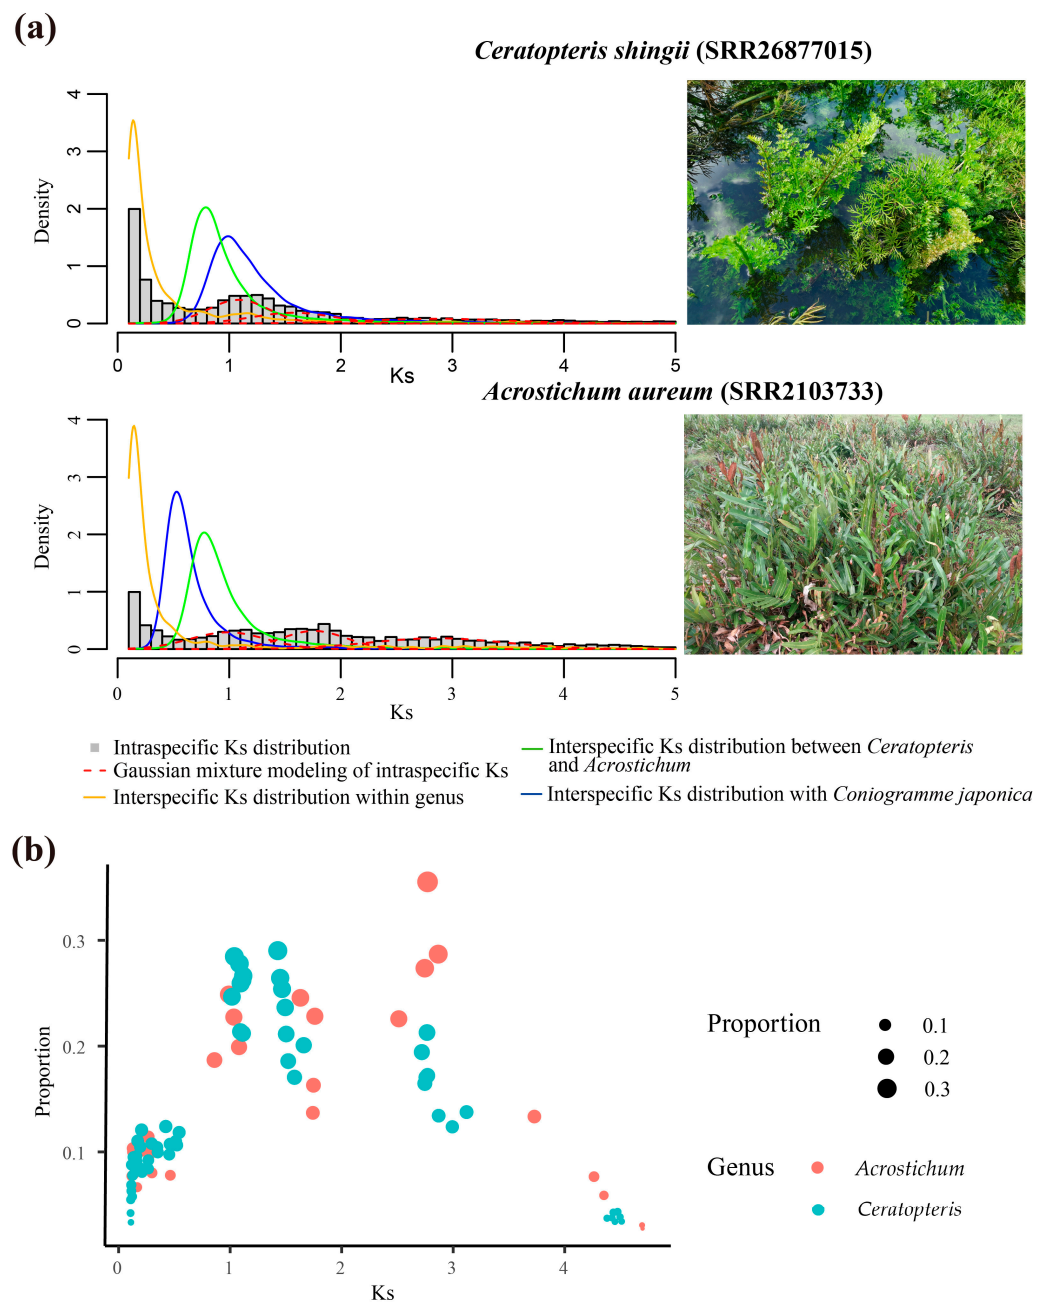 (a)
Ceratopteris shingii (SRR26877015)
4
3
2
1
0
Density
0 1 2 3 4 5
Ks
Acrostichum aureum (SRR2103733)
4
3
2
1
0
Density
0 1 2 3 4 5
Ks
Intraspecific Ks distribution
Gaussian mixture modeling of intraspecific Ks
Interspecific Ks distribution within genus
Interspecific Ks distribution between Ceratopteris
and Acrostichum
Interspecific Ks distribution with Coniogramme japonica
(b)
0.3
0.2
0.1
Proportion
0 1 2 3 4
Ks
Proportion
0.1
0.2
0.3
Genus
Acrostichum
Ceratopteris